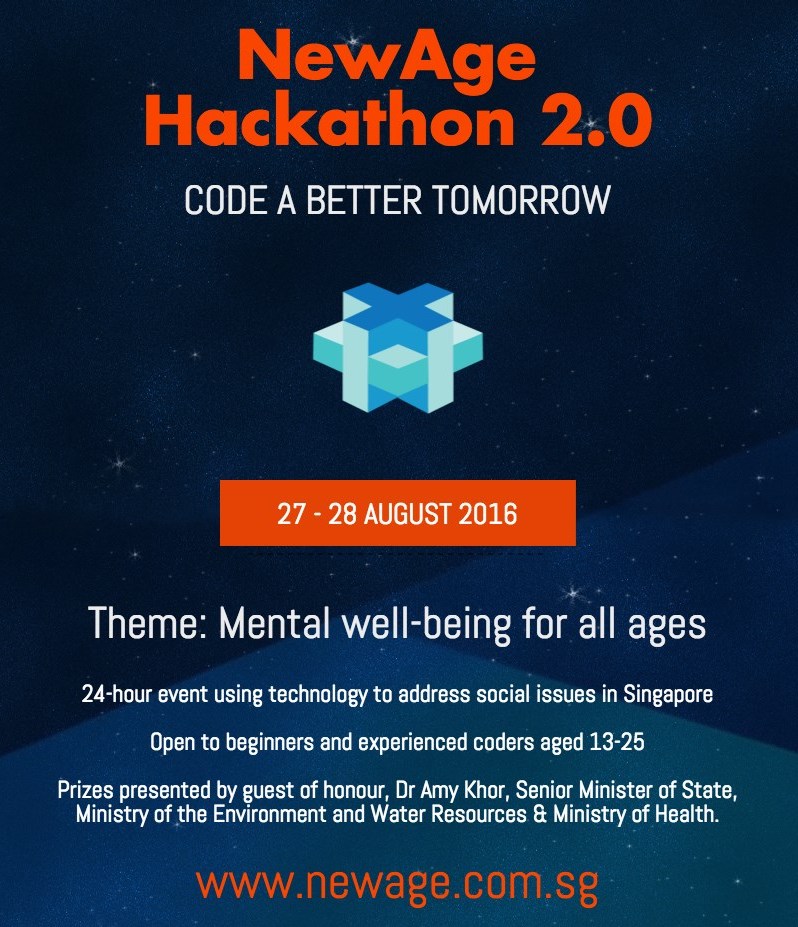 NewAge
Hackathon 2.0
CODE A BETTER TOMORROW
27 - 28 AUGUST 2016
Theme: Mental well-being for all ages
24-hour event using technology to address social issues in Singapore
Open to beginners and experienced coders aged 13-25
Prizes presented by guest of honour, Dr Amy Khor, Senior Minister of State,
Ministry of the Environment and Water Resources & Ministry of Health.
www.newage.com.sg